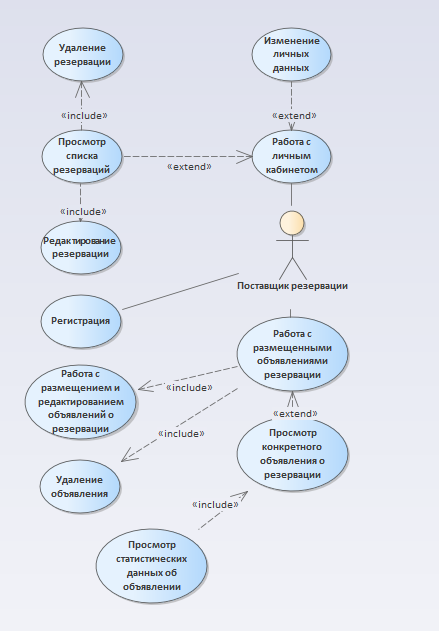 Удаление
резервации
Изменение
личных
данных
«include»
«extend»
Просмотр
списка
резерваций
«extend»
Работа с
личным
кабинетом
«include»
Редактирование
резервации
Поставщик резервации
Регистрация
Работа с
размещенными
объявлениями
резервации
Работа с
размещением и
редактированием
объявлений о
резервации
«include»
«extend»
«include»
Просмотр
конкретного
объявления о
резервации
Удаление
объявления
«include»
Просмотр
статистических
данных об
объявлении